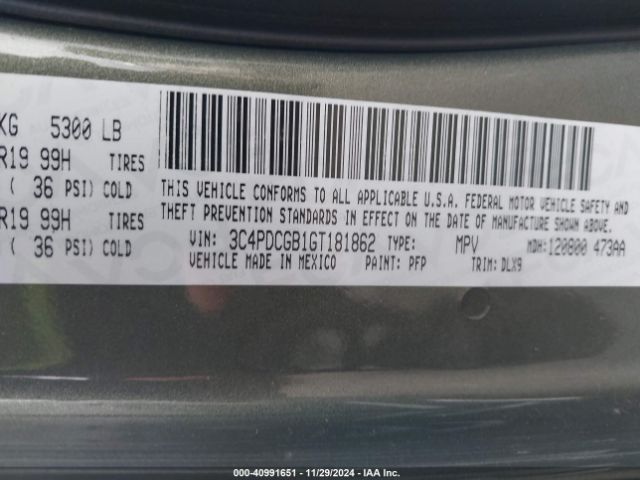 KG 5300 LB
R19 99H TIRES
( 36 PSI) COLD
R19 99H TIRES
( 36 PSI) COLD
THIS VEHICLE CONFORMS TO ALL APPLICABLE U.S.A. FEDERAL MOTOR VEHICLE SAFETY AND
THEFT PREVENTION STANDARDS IN EFFECT ON THE DATE OF MANUFACTURE SHOWN ABOVE.
VIN: 3C4PDCGB1GT181862 TYPE: MPV MDH:120800 473AA
VEHICLE MADE IN MEXICO PAINT: PFP TRIM: DLX9
000-40991651 - 11/29/2024 - IAA Inc.